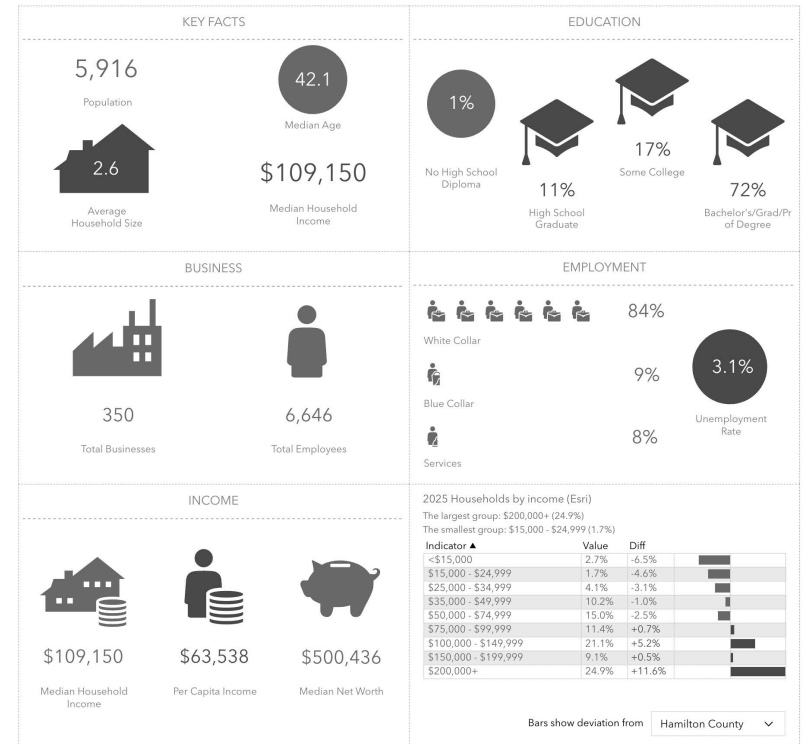 KEY FACTS
5,916
Population
42.1
Median Age
2.6
Average
Household Size
$109,150
Median Household
Income
EDUCATION
1%
No High School
Diploma
11%
High School
Graduate
17%
Some College
72%
Bachelor's/Grad/Pr
of Degree
BUSINESS
350
Total Businesses
6,646
Total Employees
EMPLOYMENT
84%
White Collar
9%
Blue Collar
8%
Services
3.1%
Unemployment
Rate
INCOME
$109,150
Median Household
Income
$63,538
Per Capita Income
$500,436
Median Net Worth
2025 Households by income (Esri)
The largest group: $200,000+ (24.9%)
The smallest group: $15,000 - $24,999 (1.7%)
Indicator ▲ Value Diff
<$15,000 2.7% -6.5%
$15,000 - $24,999 1.7% -4.6%
$25,000 - $34,999 4.1% -3.1%
$35,000 - $49,999 10.2% -1.0%
$50,000 - $74,999 15.0% -2.5%
$75,000 - $99,999 11.4% +0.7%
$100,000 - $149,999 21.1% +5.2%
$150,000 - $199,999 9.1% +0.5%
$200,000+ 24.9% +11.6%
Bars show deviation from Hamilton County